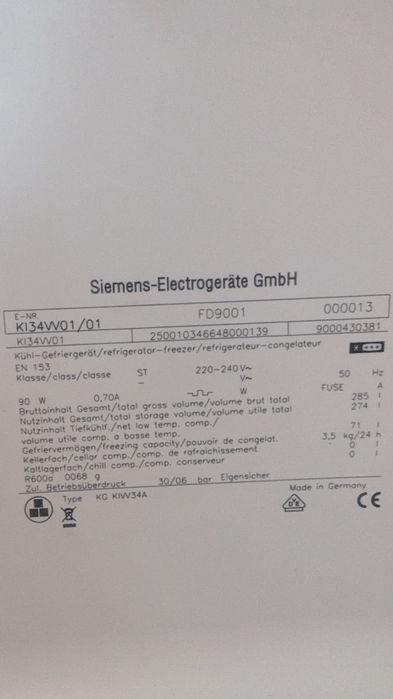 Siemens-Electrogeräte GmbH
E-NR. KI34VV01/01 FD9001 000013
KI34VV01 250010346648000139 9000430381
Kühl-Gefriergerät/refrigerator-freezer/refrigerateur-congelateur
EN 153
Klasse/class/classe ST 220-240V~ 50 Hz
– V~ FUSE A
90 W 0,70A W
Bruttoinhalt Gesamt/total gross volume/volume brut total 285 l
Nutzinhalt Gesamt/total storage volume/volume utile total 274 l
Nutzinhalt Tiefkühlf./net low temp. comp./
volume utile comp. a basse temp. 71 l
Gefriervermögen/freezing capacity/pouvoir de congelat. 3,5 kg/24 h
Kellerfach/cellar comp./comp. de rafraichissement 0 l
Kaltlagerfach/chill comp./comp. conserveur 0 l
R600a 0068 g
Zul. Betriebsüberdruck 30/06 bar Eigensicher
Type KG KIVV34A Made in Germany
DVE CE